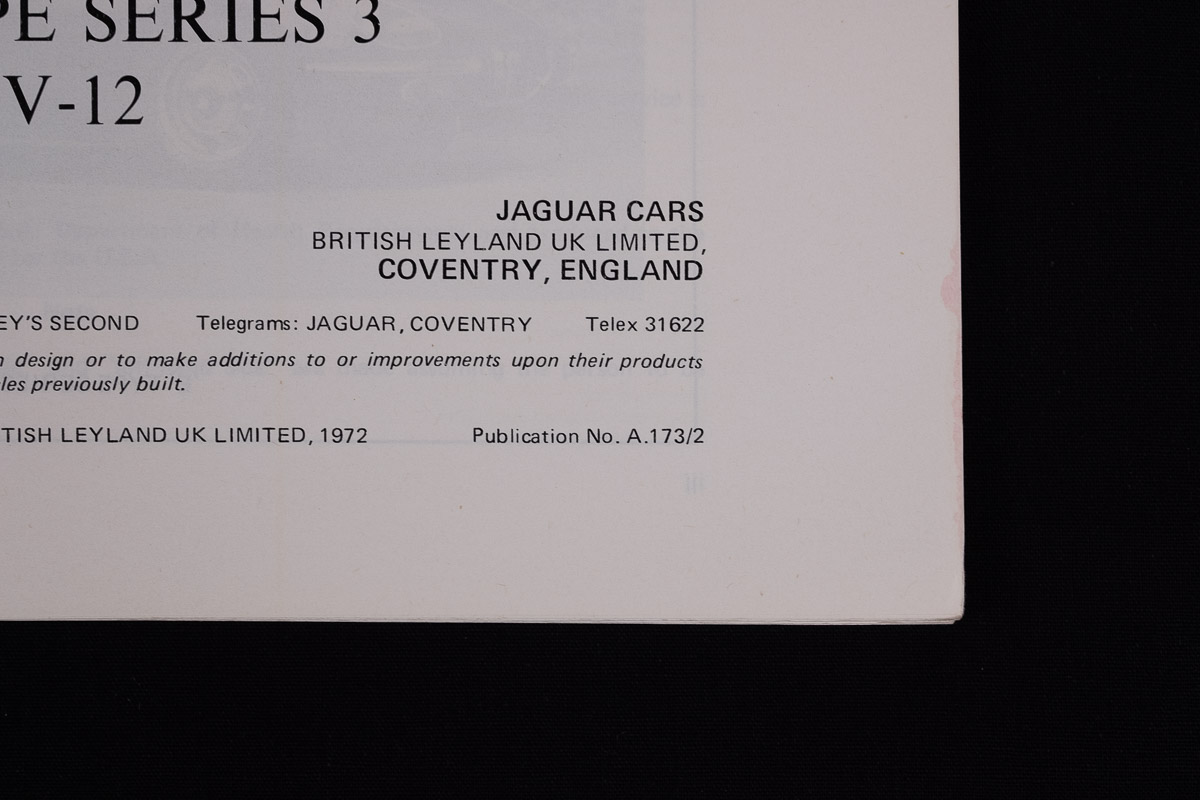 PE SERIES 3
V-12
JAGUAR CARS
BRITISH LEYLAND UK LIMITED,
COVENTRY, ENGLAND
EY'S SECOND Telegrams: JAGUAR, COVENTRY Telex 31622
n design or to make additions to or improvements upon their products
les previously built.
TISH LEYLAND UK LIMITED, 1972 Publication No. A.173/2